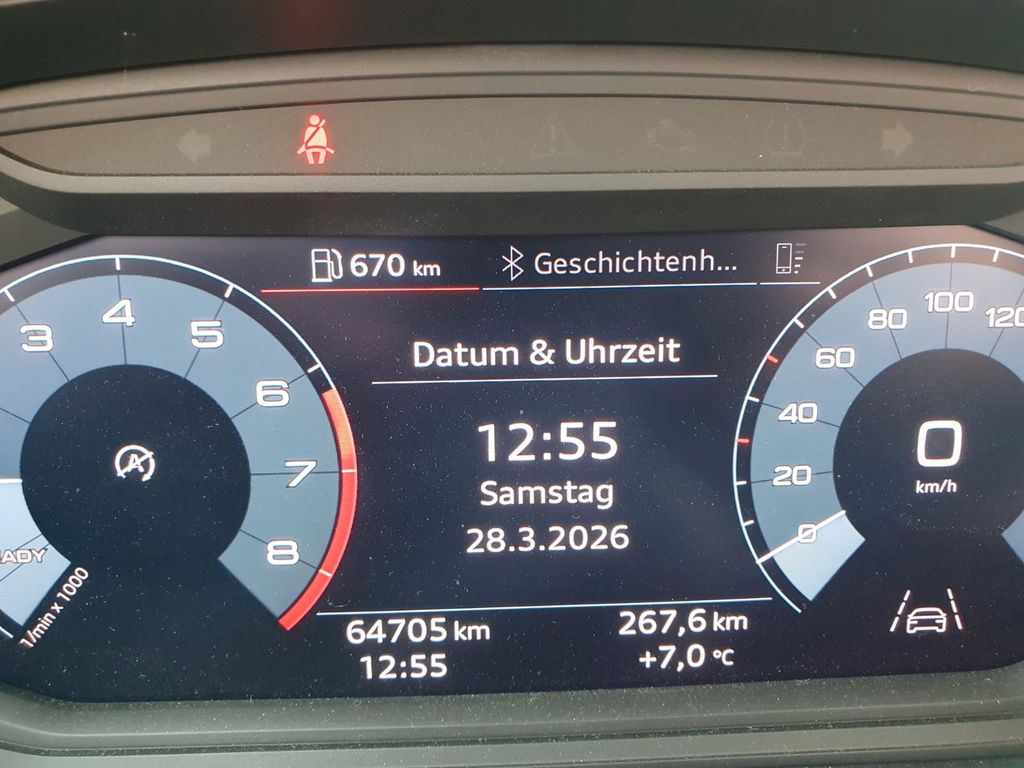 670 km
Geschichtenh...
3
4
5
6
7
8
A
ADY
1/min x 1000
Datum & Uhrzeit
12:55
Samstag
28.3.2026
64705 km
12:55
267,6 km
+7,0 °C
0
20
40
60
80
100
120
0
km/h